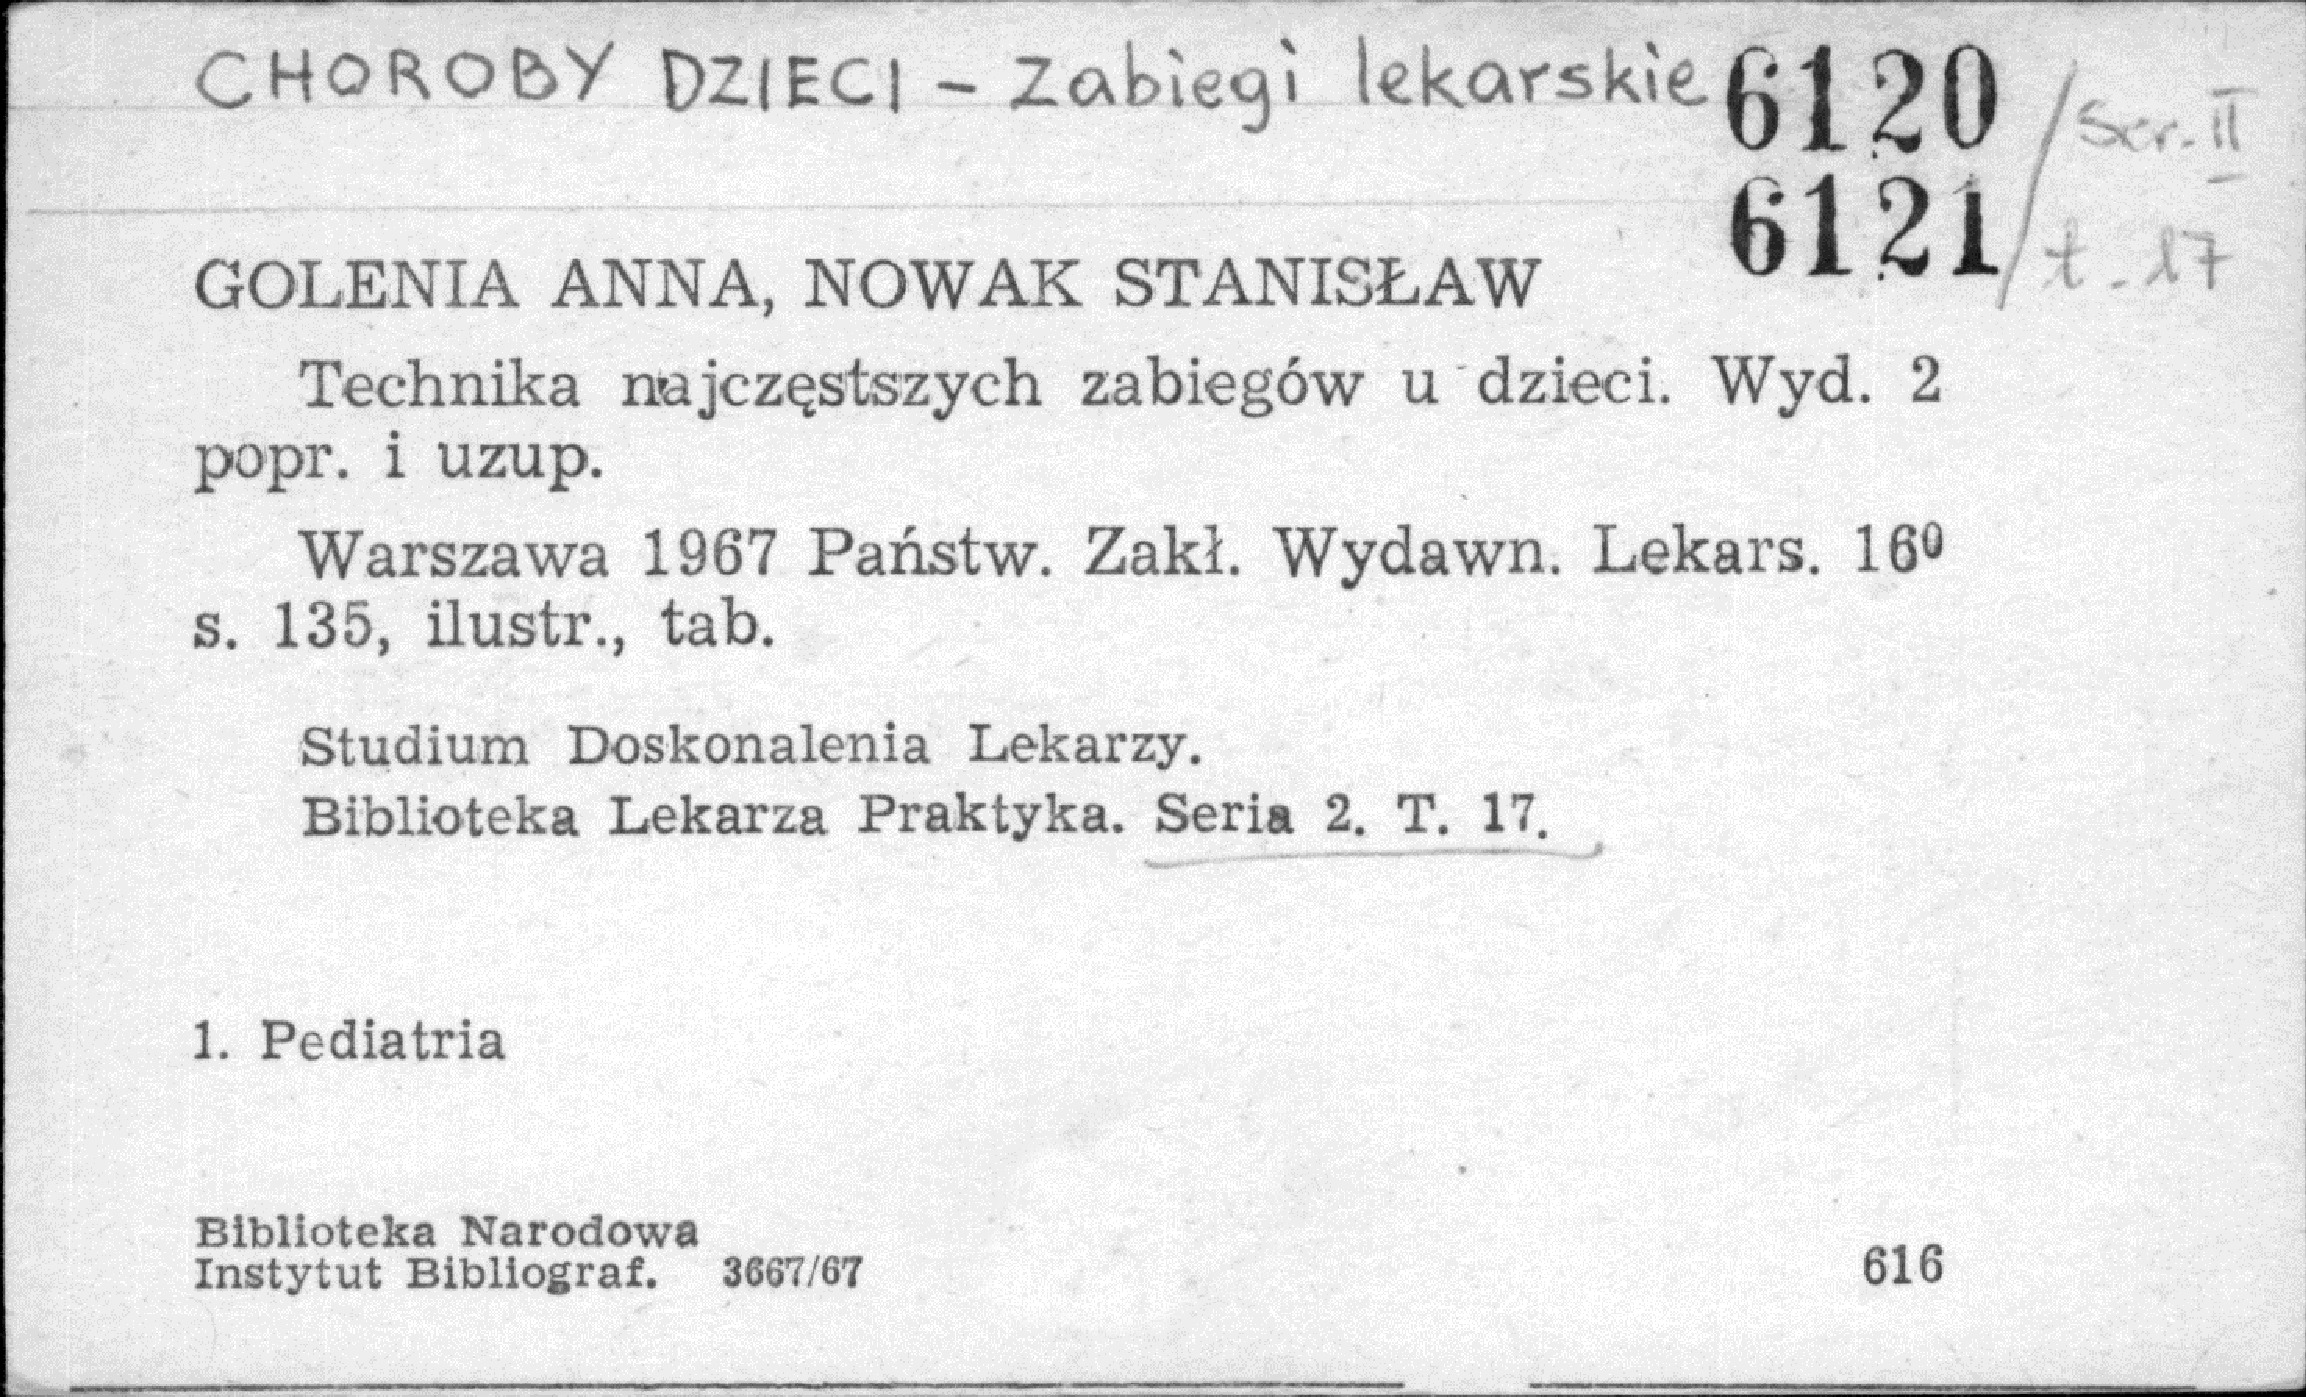 CHOROBY DZIECI - zabiegi lekarskie
6120
6121
/ Ser. II
t. 17
GOLENIA ANNA, NOWAK STANISŁAW
Technika najczęstszych zabiegów u dzieci. Wyd. 2
popr. i uzup.
Warszawa 1967 Państw. Zakł. Wydawn. Lekars. 16⁰
s. 135, ilustr., tab.
Studium Doskonalenia Lekarzy.
Biblioteka Lekarza Praktyka. Seria 2. T. 17.
1. Pediatria
Biblioteka Narodowa
Instytut Bibliograf. 3667/67
616